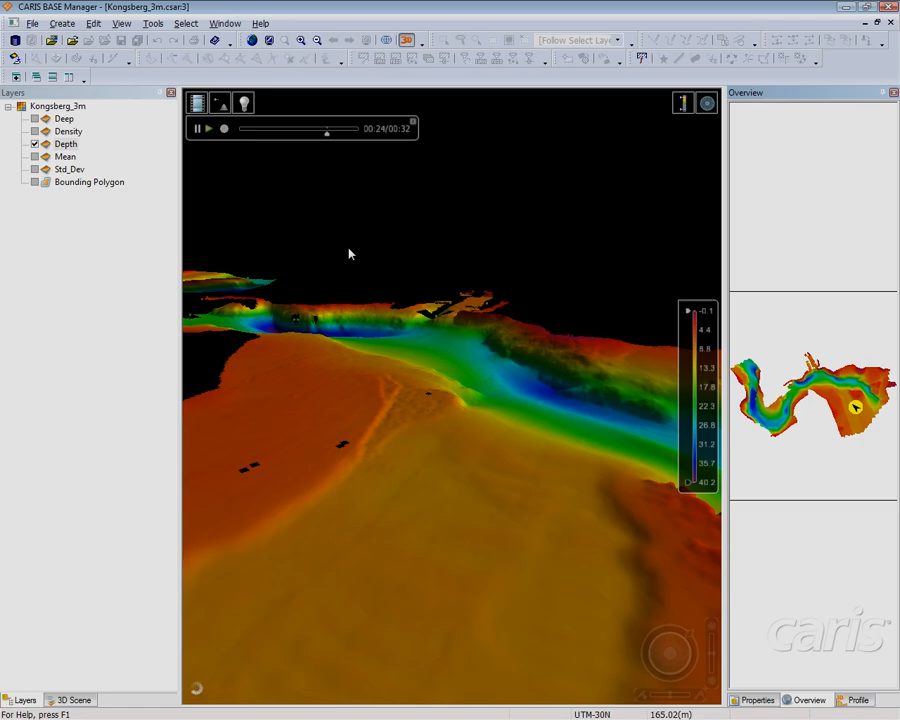 CARIS BASE Manager - [Kongsberg_3m.csar:3]
File Create Edit View Tools Select Window Help
3D
[Follow Select Laye
Layers
Kongsberg_3m
Deep
Density
Depth
Mean
Std_Dev
Bounding Polygon
00:24/00:32
-0.1
4.4
8.8
13.3
17.8
22.3
26.8
31.2
35.7
40.2
Overview
caris
Layers 3D Scene
Properties Overview Profile
For Help, press F1
UTM-30N
165.02(m)